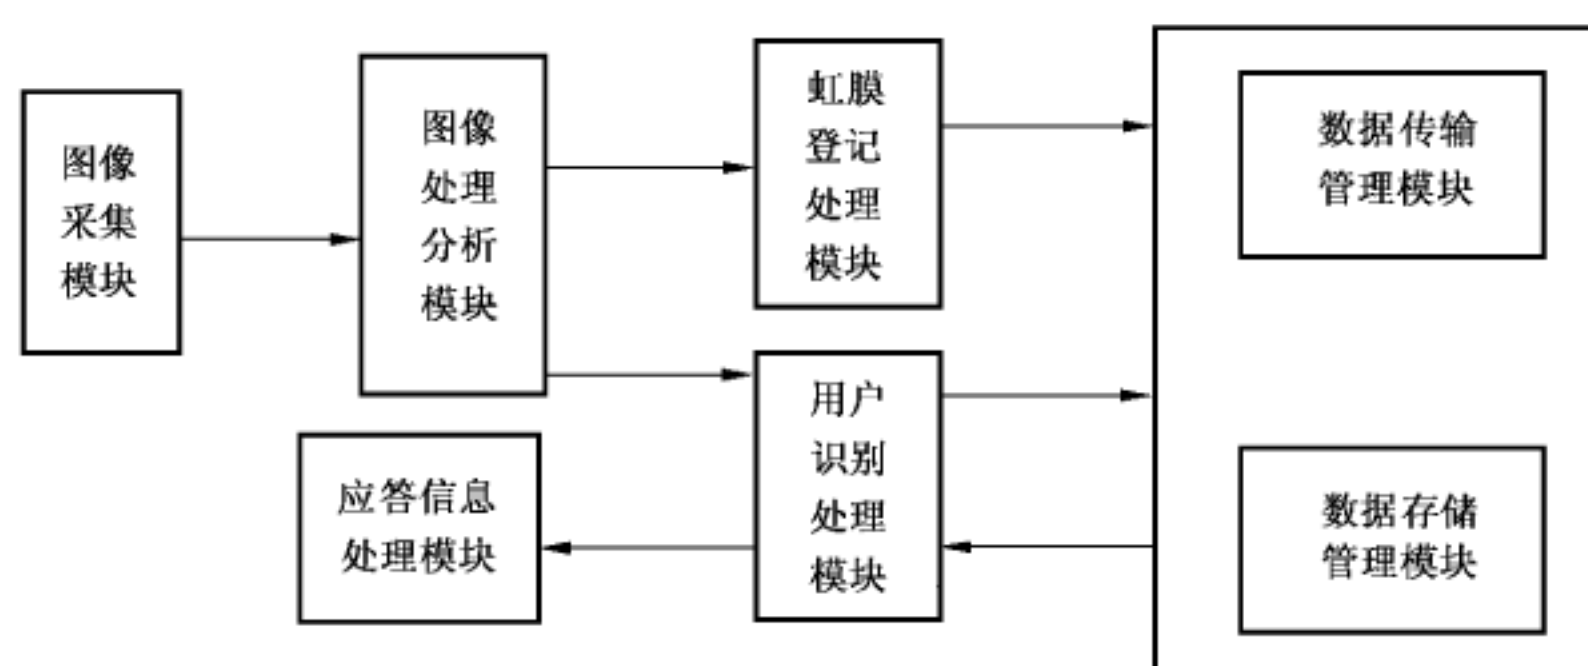 图像
采集
模块
图像
处理
分析
模块
虹膜
登记
处理
模块
数据传输
管理模块
应答信息
处理模块
用户
识别
处理
模块
数据存储
管理模块